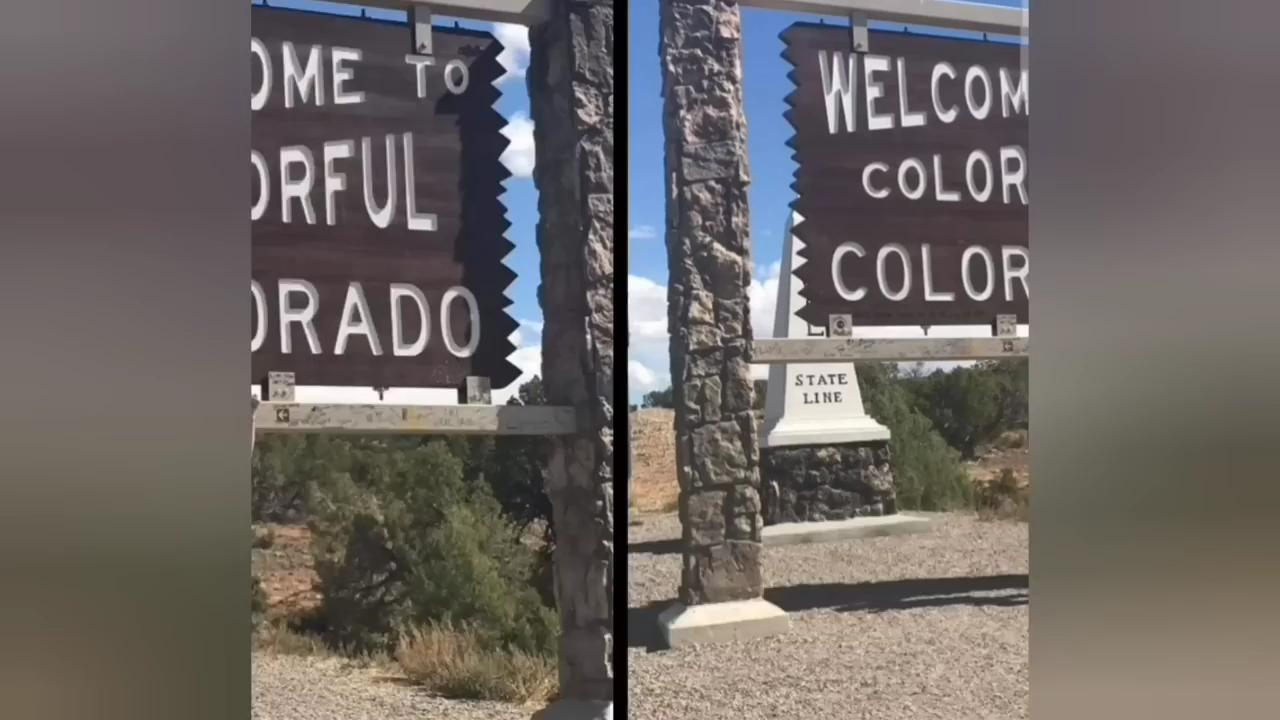 OME TO
ORFUL
ORADO
WELCOM
COLOR
COLOR
STATE
LINE